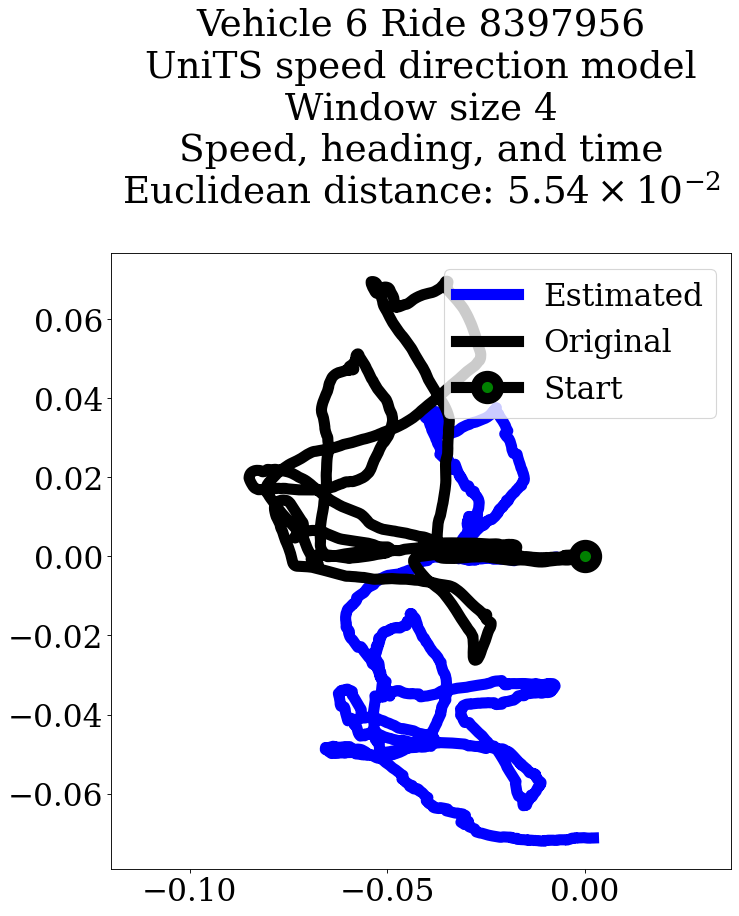 Vehicle 6 Ride 8397956
UniTS speed direction model
Window size 4
Speed, heading, and time
Euclidean distance: 5.54 × 10⁻²
Estimated
Original
Start
0.06
0.04
0.02
0.00
−0.02
−0.04
−0.06
−0.10
−0.05
0.00